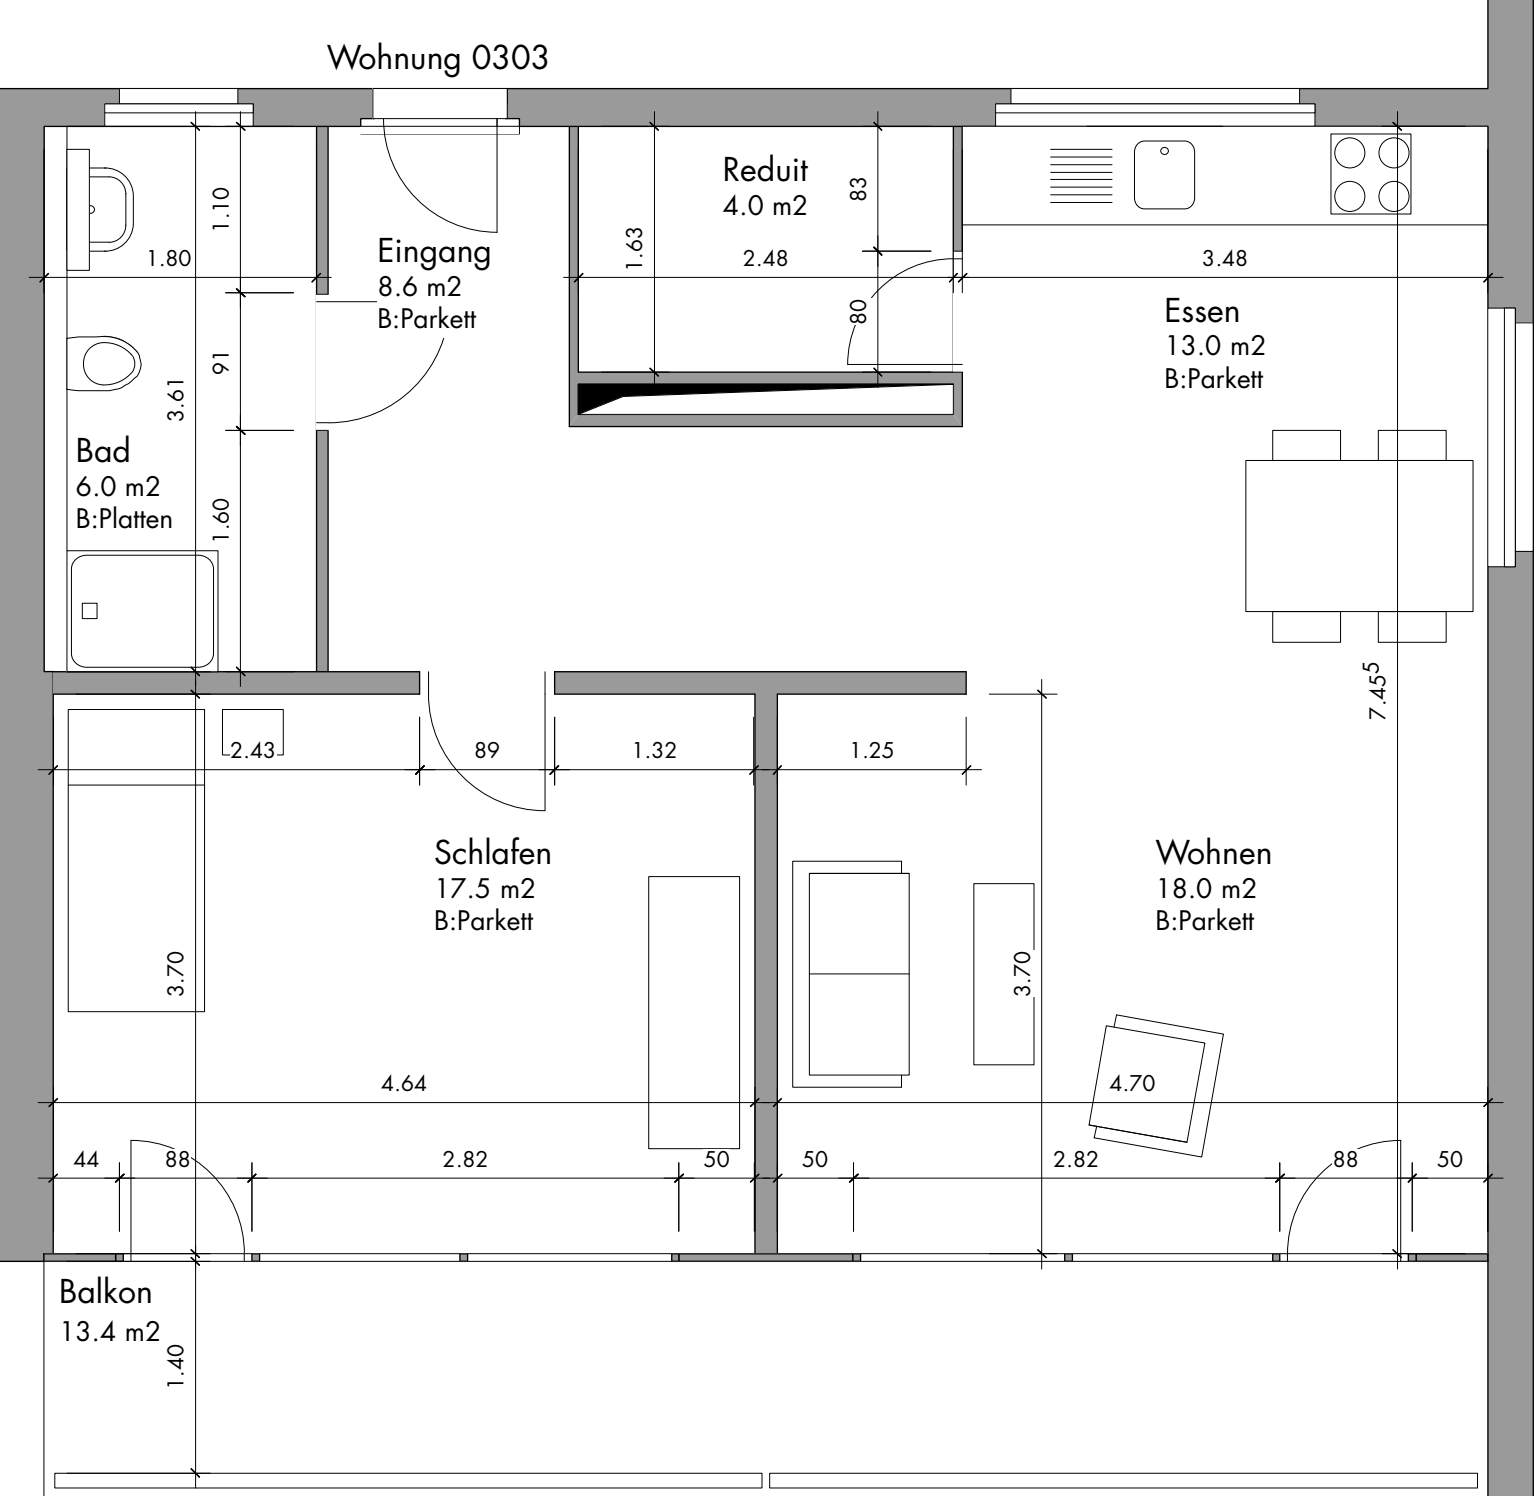 Wohnung 0303
1.10
1.80
91
3.61
1.60
Bad
6.0 m2
B:Platten
Eingang
8.6 m2
B:Parkett
Reduit
4.0 m2
83
1.63
2.48
80
3.48
Essen
13.0 m2
B:Parkett
7.45⁵
2.43
89
1.32
1.25
Schlafen
17.5 m2
B:Parkett
3.70
4.64
44
88
2.82
50
Wohnen
18.0 m2
B:Parkett
3.70
4.70
50
2.82
88
50
Balkon
13.4 m2
1.40